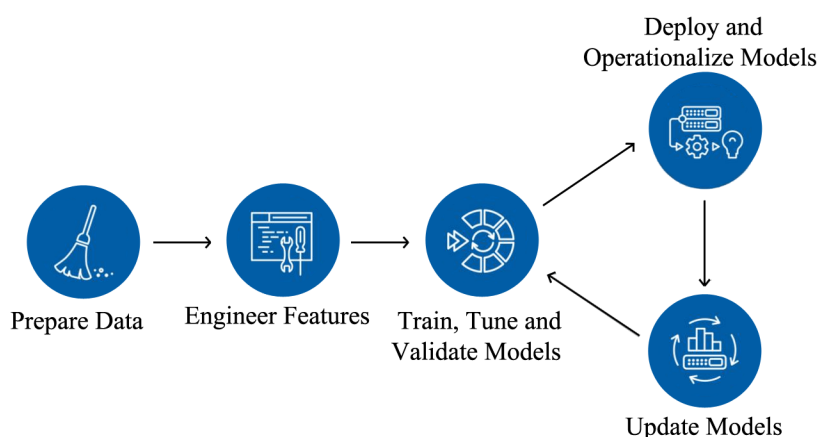 Deploy and
Operationalize Models
Prepare Data
Engineer Features
Train, Tune and
Validate Models
Update Models